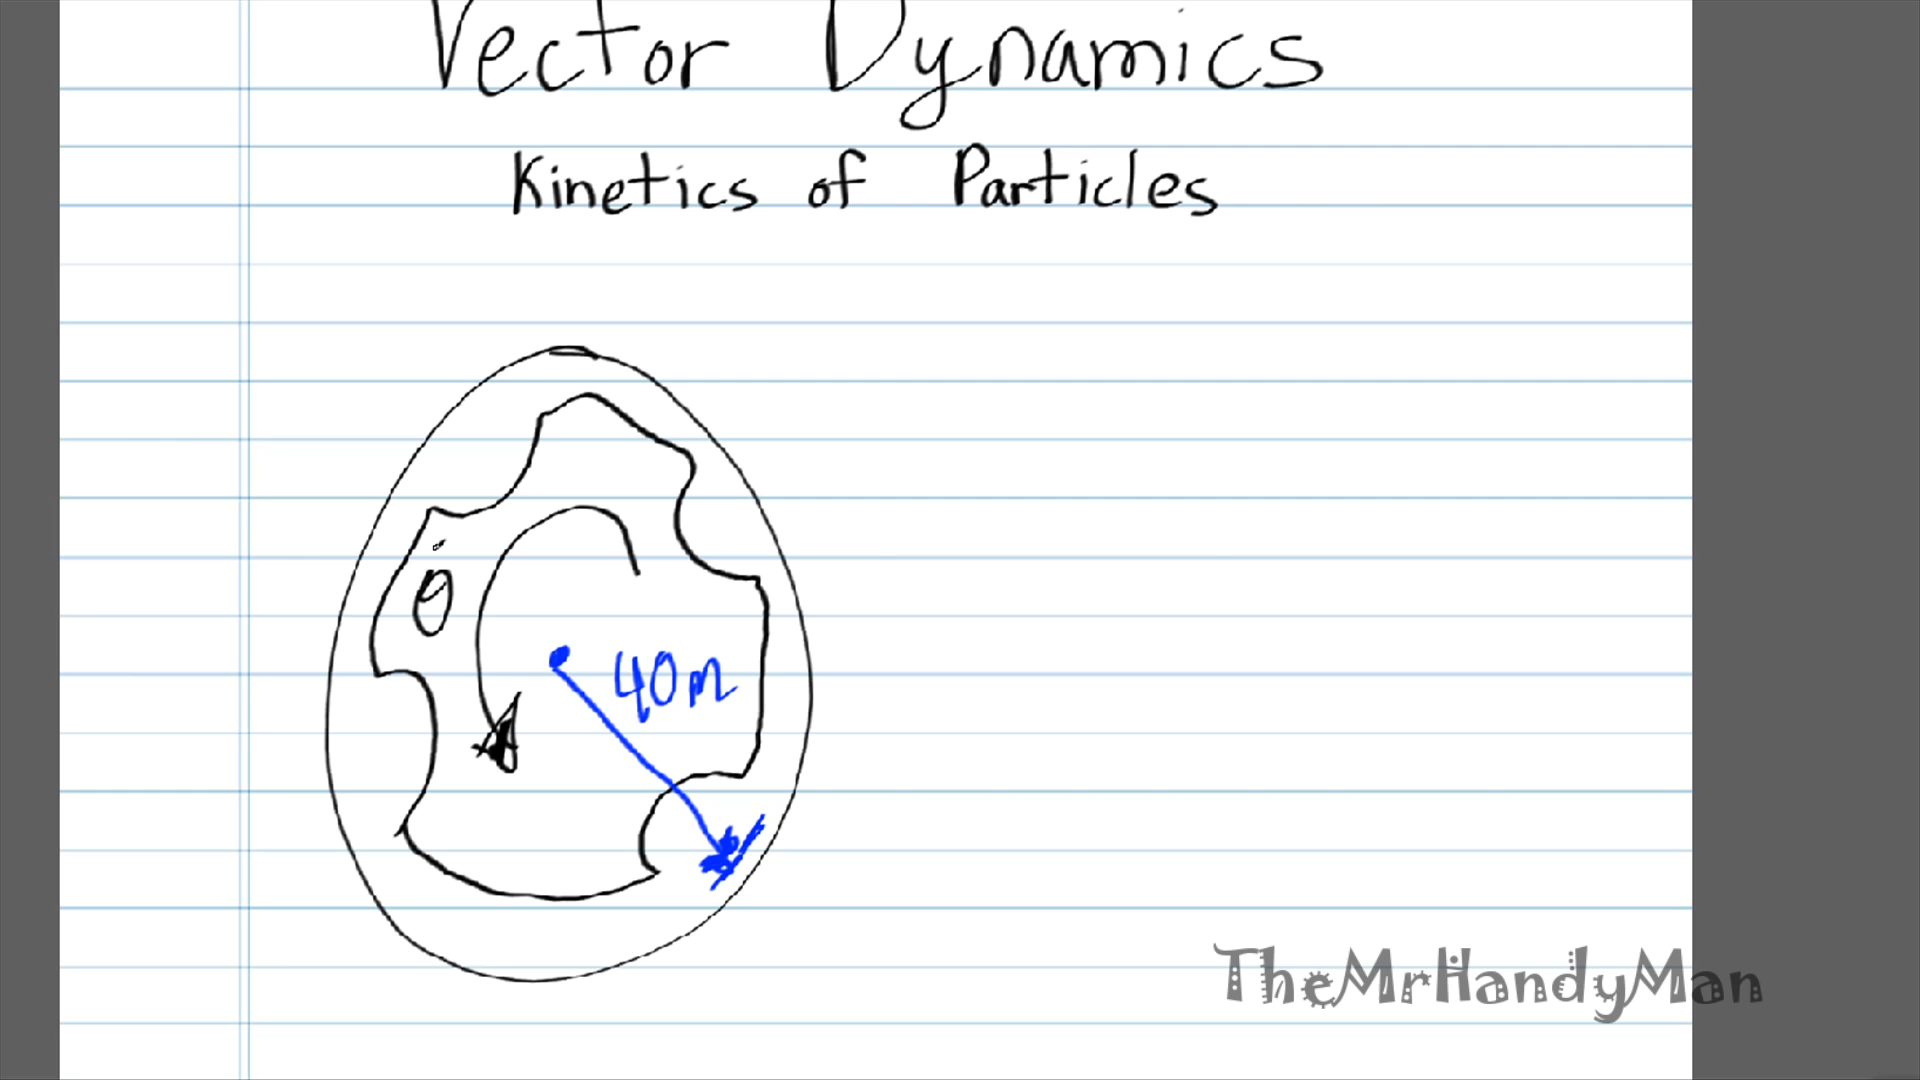 Vector Dynamics
Kinetics of Particles
θ̇
40m
TheMrHandyMan